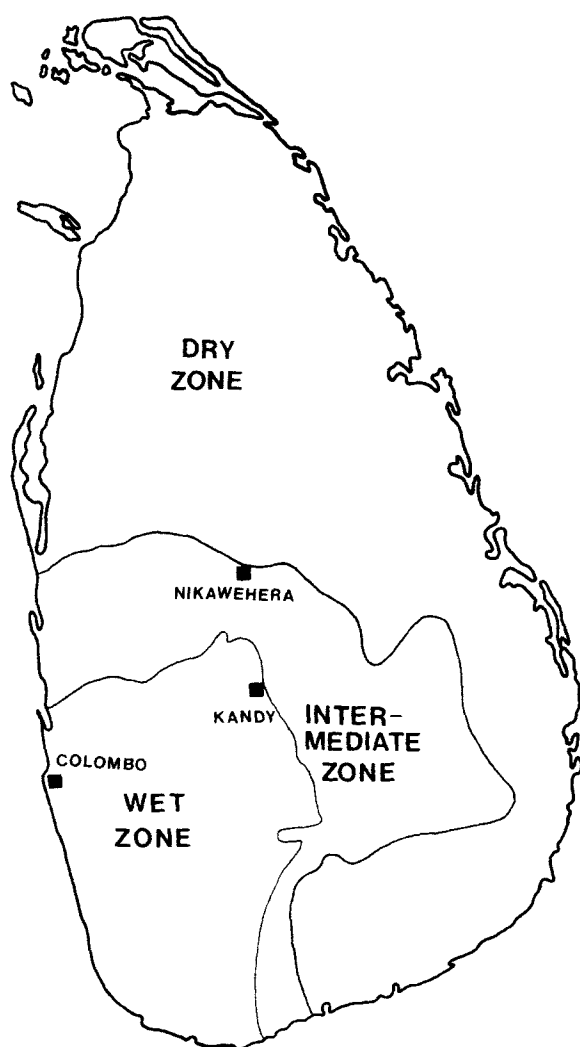 DRY
ZONE
NIKAWEHERA
KANDY
INTER-
MEDIATE
ZONE
COLOMBO
WET
ZONE